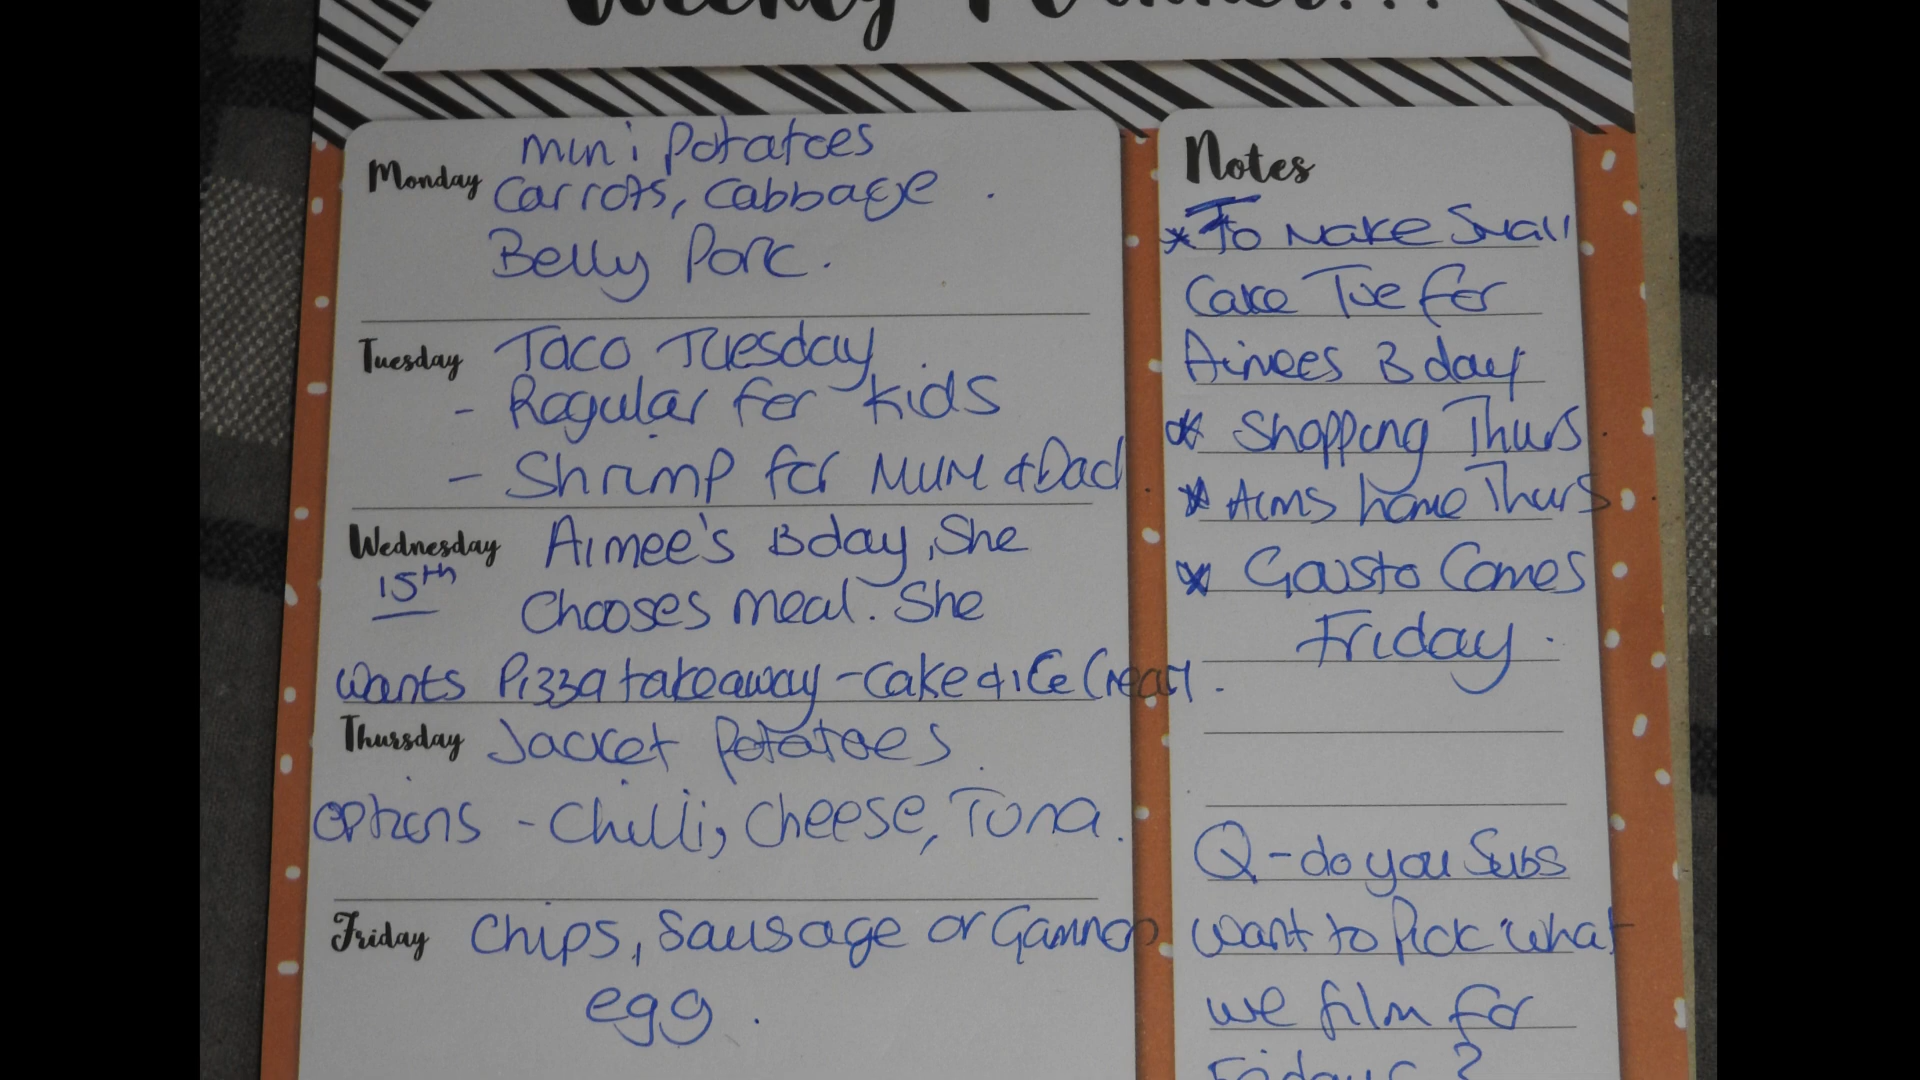 Weekly Planner...
Monday
mini potatoes
carrots, cabbage.
Belly Pork.
Tuesday
Taco Tuesday
- Regular for kids
- Shrimp for Mum & Dad.
Wednesday
15th
Aimee's Bday, She
Chooses meal. She
wants Pizza takeaway - cake & ice Cream.
Thursday
Jacket potatoes.
options - Chilli, Cheese, Tuna.
Friday
Chips, Sausage or Gammon
egg.
Notes
* To Make Small
Cake Tue for
Aimees Bday
* Shopping Thurs.
* Aims home Thurs
* Gousto Comes
Friday.
Q - do you Subs
want to Pick what
we film for
Fridays?